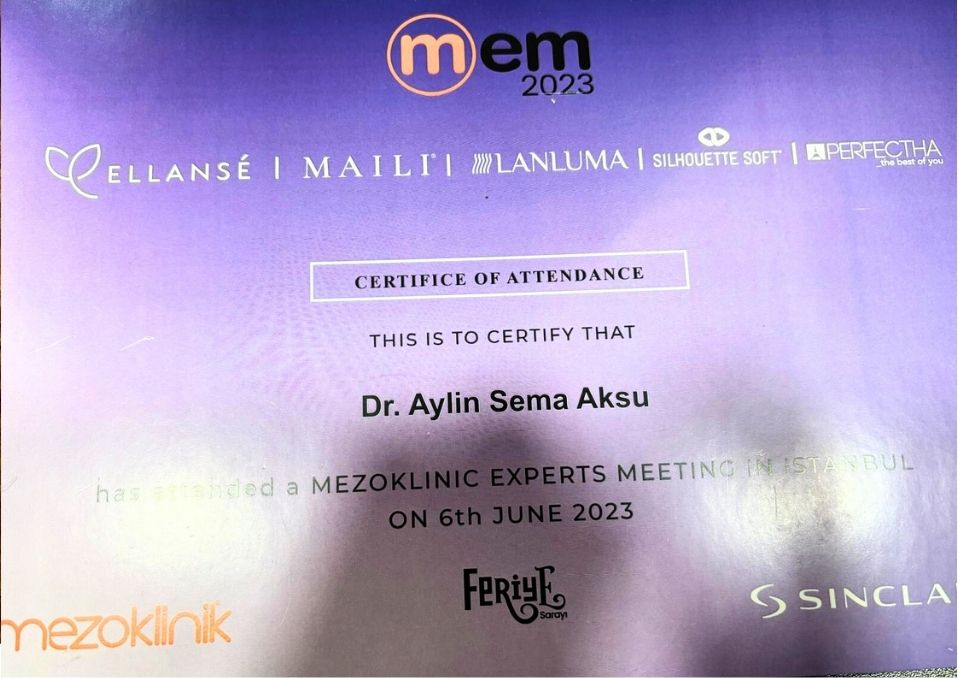 mem
2023
ELLANSÉ | MAILI® | LANLUMA | SILHOUETTE SOFT® | PERFECTHA
the best of you
CERTIFICE OF ATTENDANCE
THIS IS TO CERTIFY THAT
Dr. Aylin Sema Aksu
has attended a MEZOKLINIC EXPERTS MEETING IN ISTANBUL
ON 6th JUNE 2023
FERiYE
Sarayı
mezoklinik
SINCLA